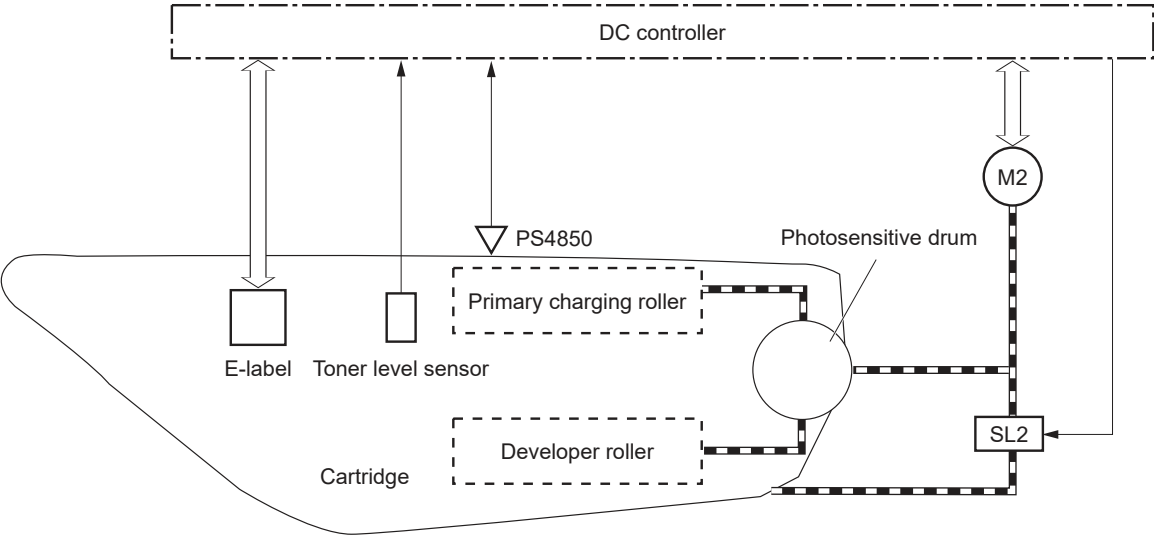 DC controller
M2
PS4850
Photosensitive drum
Primary charging roller
E-label
Toner level sensor
SL2
Developer roller
Cartridge